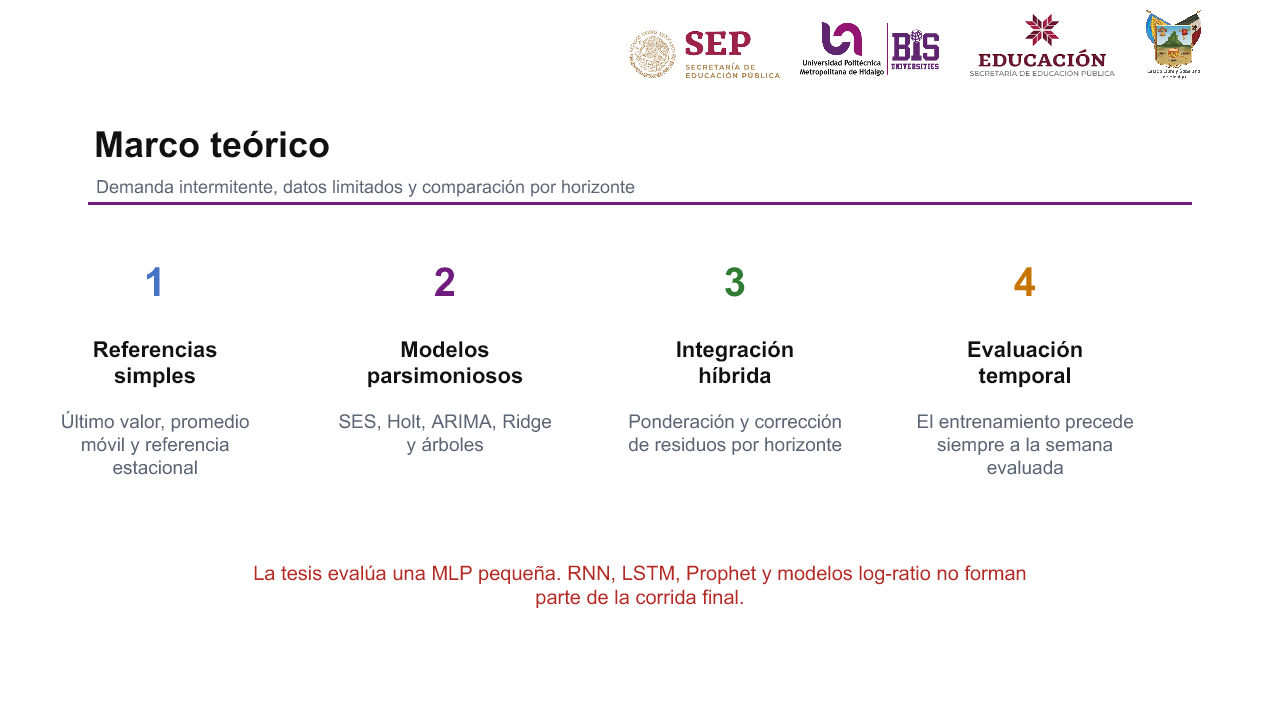 SEP
SECRETARÍA DE
EDUCACIÓN PÚBLICA
Universidad Politécnica
Metropolitana de Hidalgo
BIS
UNIVERSITIES
EDUCACIÓN
SECRETARÍA DE EDUCACIÓN PÚBLICA
Marco teórico
Demanda intermitente, datos limitados y comparación por horizonte
1
Referencias
simples
Último valor, promedio
móvil y referencia
estacional
2
Modelos
parsimoniosos
SES, Holt, ARIMA, Ridge
y árboles
3
Integración
híbrida
Ponderación y corrección
de residuos por horizonte
4
Evaluación
temporal
El entrenamiento precede
siempre a la semana
evaluada
La tesis evalúa una MLP pequeña. RNN, LSTM, Prophet y modelos log-ratio no forman
parte de la corrida final.